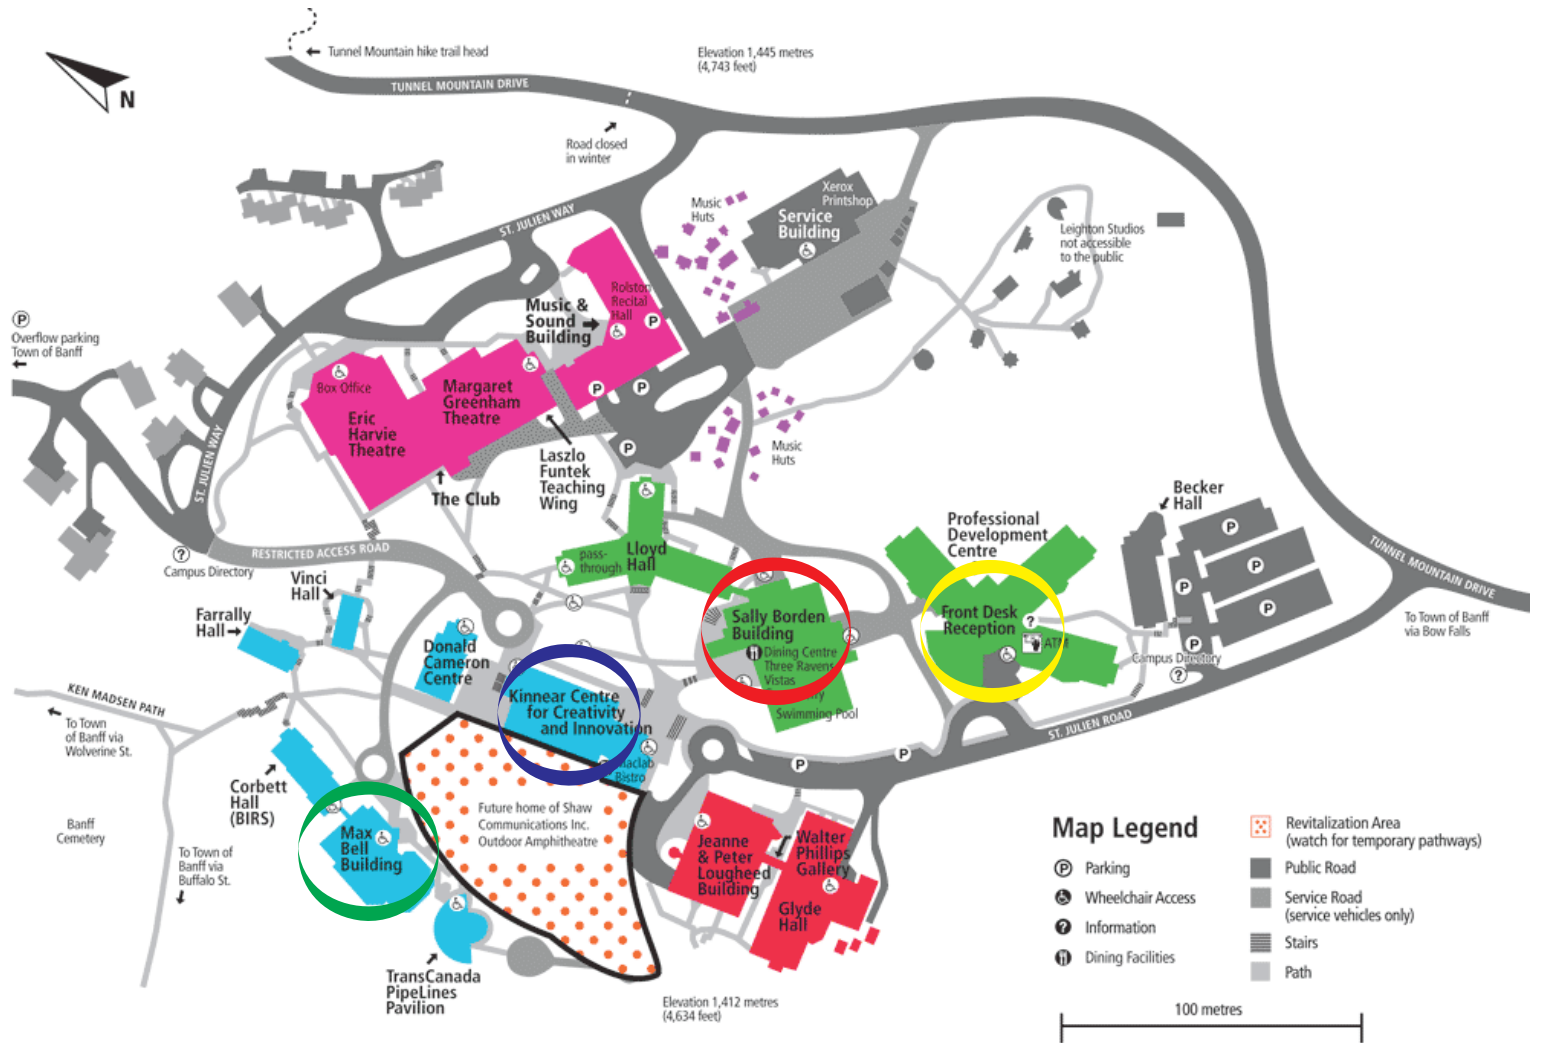 Tunnel Mountain hike trail head
Elevation 1,445 metres
(4,743 feet)
TUNNEL MOUNTAIN DRIVE
N
Road closed
in winter
ST. JULIEN WAY
Music
Huts
Xerox
Printshop
Service
Building
Leighton Studios
not accessible
to the public
Rolston
Recital
Hall
Music &
Sound
Building
P
P
P
P
P
Overflow parking
Town of Banff
Box Office
Eric
Harvie
Theatre
Margaret
Greenham
Theatre
Laszlo
Funtek
Teaching
Wing
The Club
Music
Huts
ST. JULIEN WAY
?
Campus Directory
RESTRICTED ACCESS ROAD
pass-
through
Lloyd
Hall
Professional
Development
Centre
Becker
Hall
P
P
P
P
P
TUNNEL MOUNTAIN DRIVE
To Town of Banff
via Bow Falls
Vinci
Hall
Farrally
Hall
Donald
Cameron
Centre
Sally Borden
Building
Dining Centre
Three Ravens
Vistas
Swimming Pool
Front Desk
Reception
?
ATM
Campus Directory
?
ST. JULIEN ROAD
P
P
KEN MADSEN PATH
To Town
of Banff via
Wolverine St.
Kinnear Centre
for Creativity
and Innovation
Maclab
Bistro
Corbett
Hall
(BIRS)
Banff
Cemetery
To Town of
Banff via
Buffalo St.
Max
Bell
Building
Future home of Shaw
Communications Inc.
Outdoor Amphitheatre
Jeanne
& Peter
Lougheed
Building
Walter
Phillips
Gallery
Glyde
Hall
TransCanada
PipeLines
Pavilion
Elevation 1,412 metres
(4,634 feet)
Map Legend
P Parking
Wheelchair Access
? Information
Dining Facilities
Revitalization Area
(watch for temporary pathways)
Public Road
Service Road
(service vehicles only)
Stairs
Path
100 metres